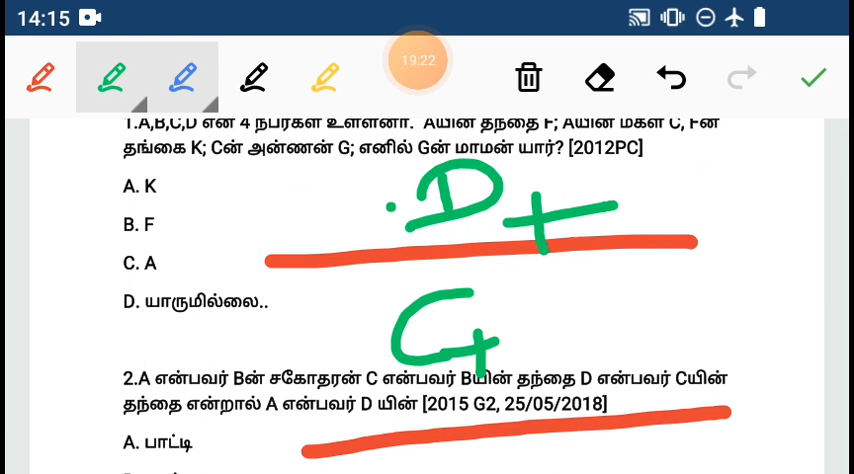 14:15
19:22
1.A,B,C,D என 4 நபர்கள் உள்ளனர். Aயின் தந்தை F; Aயின் மகள் C, Fன்
தங்கை K; Cன் அண்ணன் G; எனில் Gன் மாமன் யார்? [2012PC]
A. K
B. F
C. A
D. யாருமில்லை..
D+
C+
2.A என்பவர் Bன் சகோதரன் C என்பவர் Bயின் தந்தை D என்பவர் Cயின்
தந்தை என்றால் A என்பவர் D யின் [2015 G2, 25/05/2018]
A. பாட்டி